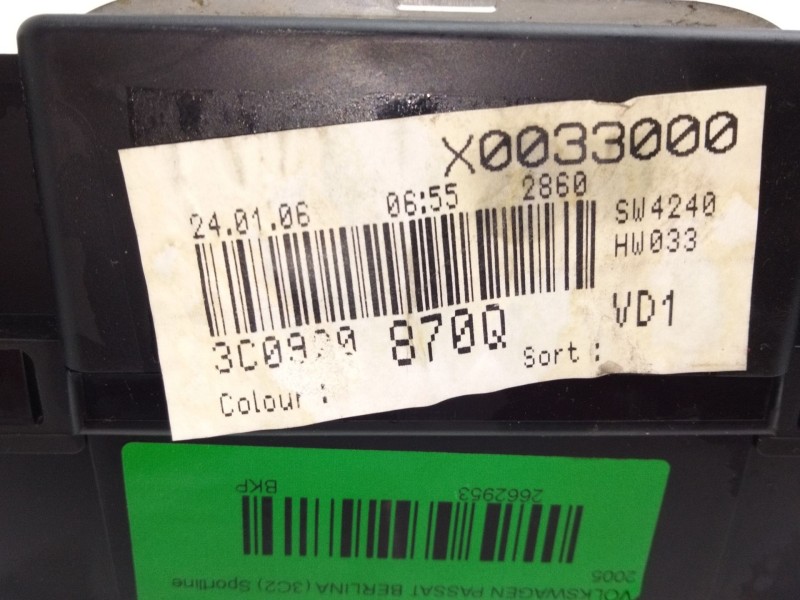 X0033000
24.01.06 06:55 2860
SW4240
HW033
3C0920 870Q
VD1
Colour: Sort:
VOLKSWAGEN PASSAT BERLINA (3C2) Sportline
2005
2662953 BKP